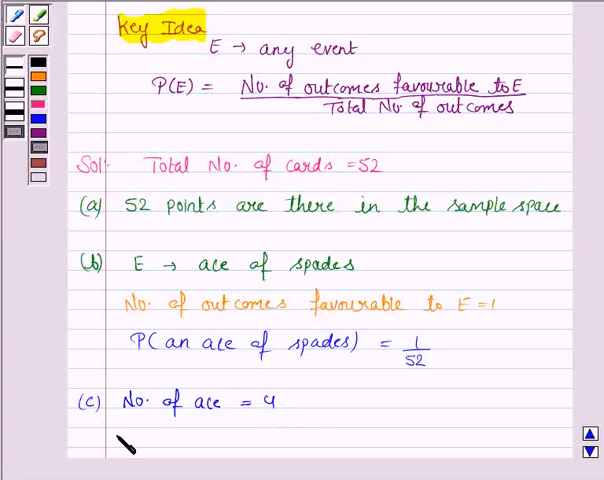 Key Idea
E → any event
P(E) = No. of outcomes favourable to E / Total No of outcomes
Sol: Total No. of cards = 52
(a) 52 points are there in the sample space
(b) E → ace of spades
No. of outcomes favourable to E = 1
P(an ace of spades) = 1/52
(c) No. of ace = 4